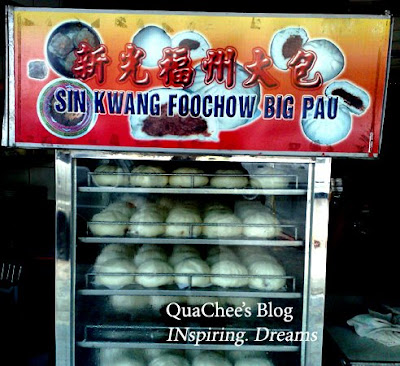 新光福州大包
SIN KWANG FOOCHOW BIG PAU
QuaChee's Blog
INspiring. Dreams